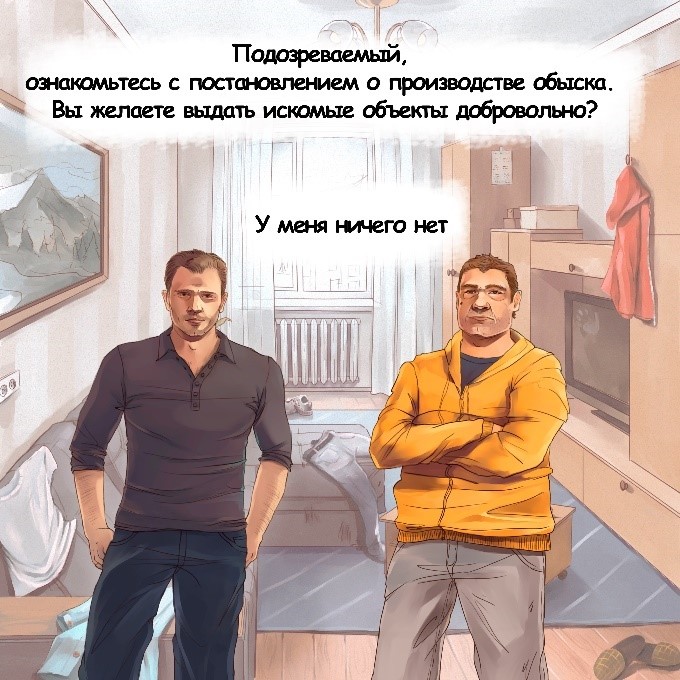 Подозреваемый,
ознакомьтесь с постановлением о производстве обыска.
Вы желаете выдать искомые объекты добровольно?
У меня ничего нет